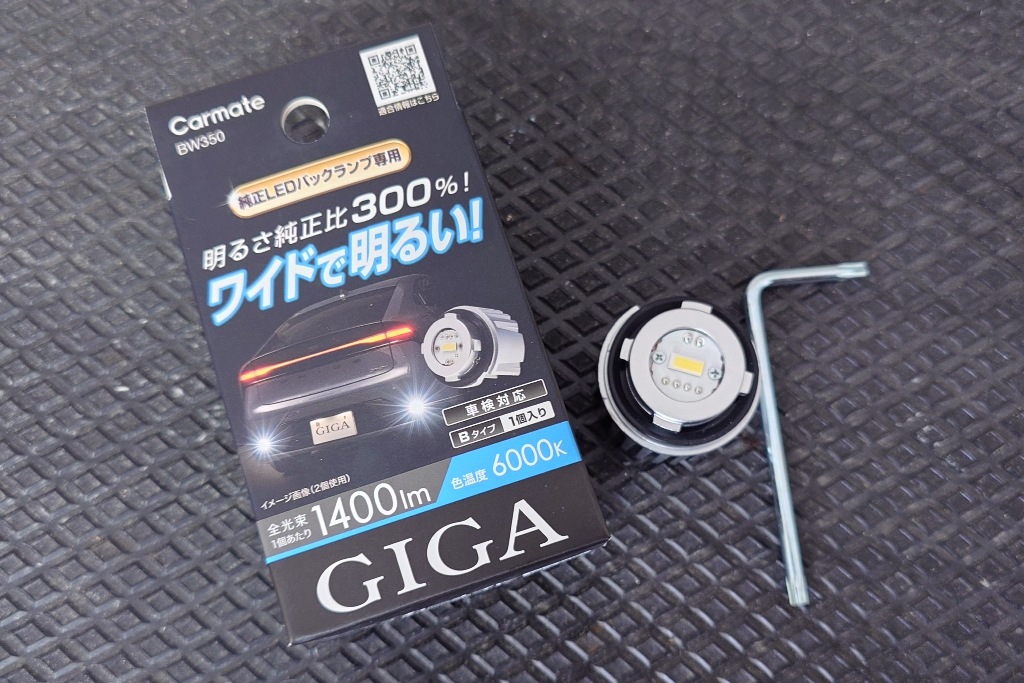 適合情報はこちら
Carmate
BW350
純正LEDバックランプ専用
明るさ純正比300%!
ワイドで明るい!
GIGA
車検対応
Bタイプ 1個入り
イメージ画像(2個使用)
全光束
1個あたり
1400lm
色温度 6000K
GIGA